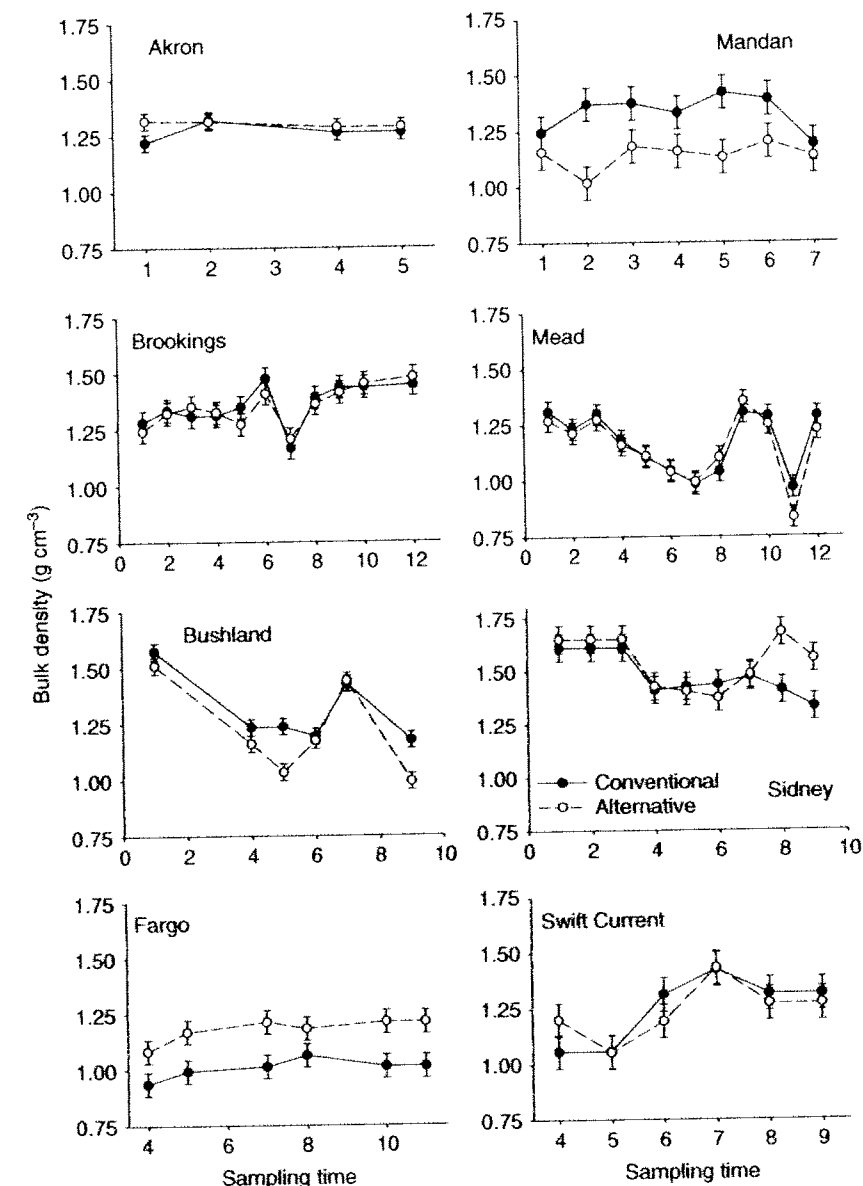 Bulk density (g cm⁻³)
Akron
1.75
1.50
1.25
1.00
0.75
1 2 3 4 5
Mandan
1.75
1.50
1.25
1.00
0.75
1 2 3 4 5 6 7
Brookings
1.75
1.50
1.25
1.00
0.75
0 2 4 6 8 10 12
Mead
1.75
1.50
1.25
1.00
0.75
0 2 4 6 8 10 12
Bushland
1.75
1.50
1.25
1.00
0.75
0 2 4 6 8 10
1.75
1.50
1.25
1.00
0.75
Conventional
Alternative
Sidney
0 2 4 6 8 10
Fargo
1.75
1.50
1.25
1.00
0.75
4 6 8 10
Sampling time
Swift Current
1.75
1.50
1.25
1.00
0.75
4 5 6 7 8 9
Sampling time